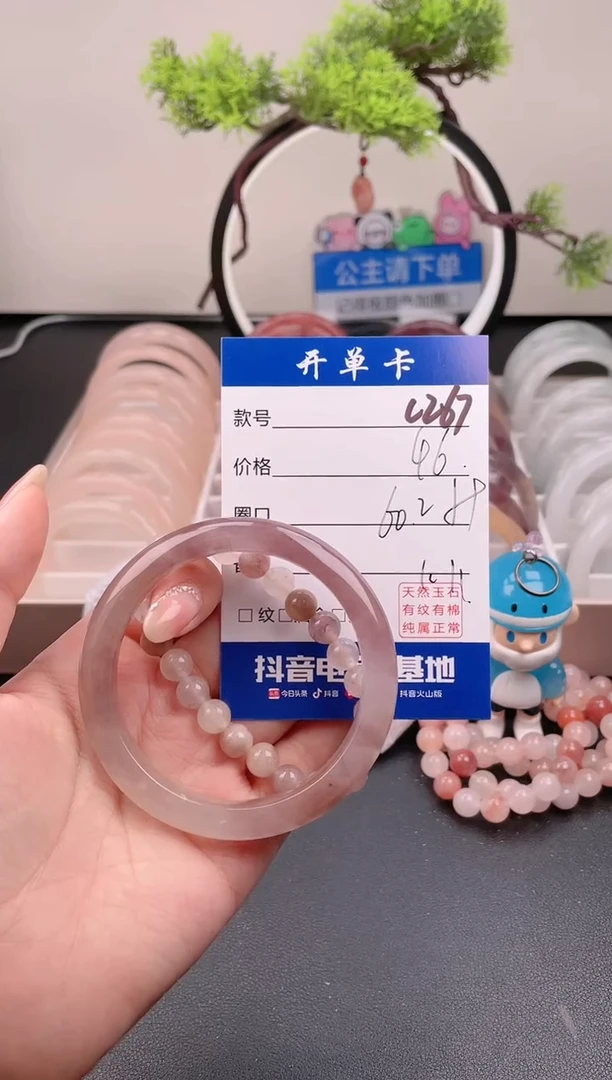 公主请下单
开单卡
款号 C267
价格 46.
圈口 60.2
天然玉石
有纹有棉
纯属正常
□纹□
抖音电 基地
今日头条 抖音 抖音火山版